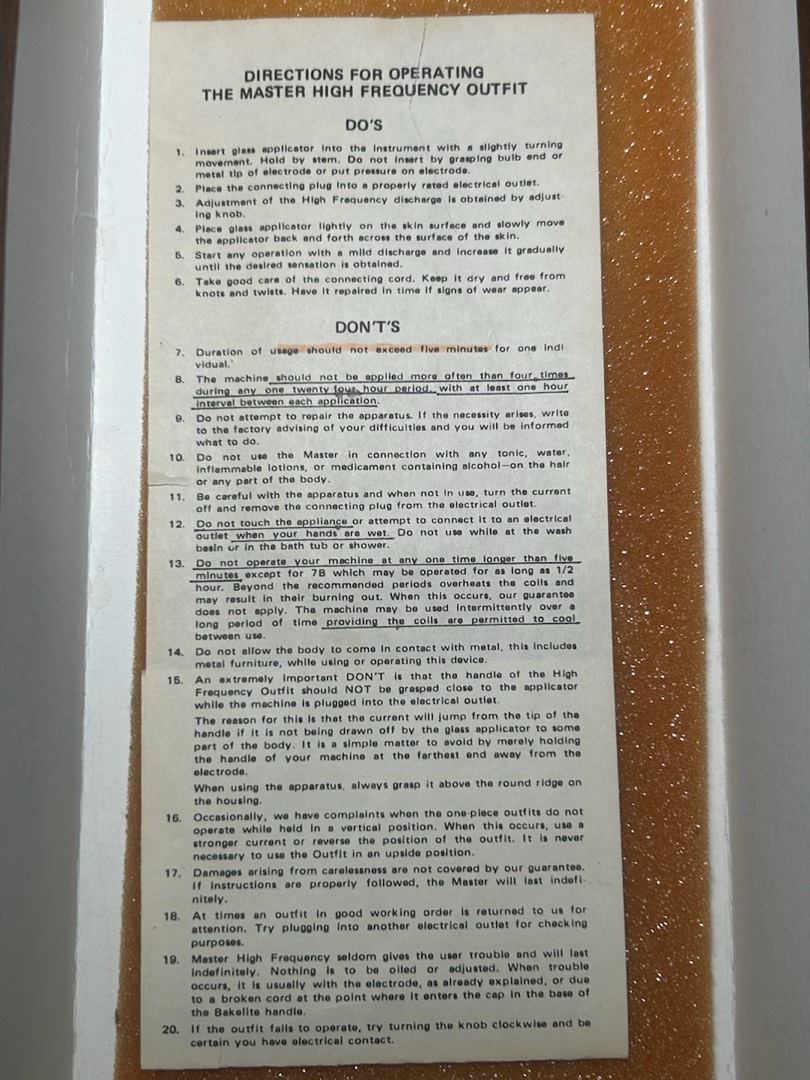 DIRECTIONS FOR OPERATING
THE MASTER HIGH FREQUENCY OUTFIT
DO'S
1. Insert glass applicator into the instrument with a slightly turning
movement. Hold by stem. Do not insert by grasping bulb end or
metal tip of electrode or put pressure on electrode.
2. Place the connecting plug into a properly rated electrical outlet.
3. Adjustment of the High Frequency discharge is obtained by adjust-
ing knob.
4. Place glass applicator lightly on the skin surface and slowly move
the applicator back and forth across the surface of the skin.
5. Start any operation with a mild discharge and increase it gradually
until the desired sensation is obtained.
6. Take good care of the connecting cord. Keep it dry and free from
knots and twists. Have it repaired in time if signs of wear appear.
DON'T'S
7. Duration of usage should not exceed five minutes for one indi-
vidual.
8. The machine should not be applied more often than four times
during any one twenty four hour period, with at least one hour
interval between each application.
9. Do not attempt to repair the apparatus. If the necessity arises, write
to the factory advising of your difficulties and you will be informed
what to do.
10. Do not use the Master in connection with any tonic, water,
inflammable lotions, or medicament containing alcohol—on the hair
or any part of the body.
11. Be careful with the apparatus and when not in use, turn the current
off and remove the connecting plug from the electrical outlet.
12. Do not touch the appliance or attempt to connect it to an electrical
outlet when your hands are wet. Do not use while at the wash
basin or in the bath tub or shower.
13. Do not operate your machine at any one time longer than five
minutes except for 7B which may be operated for as long as 1/2
hour. Beyond the recommended periods overheats the coils and
may result in their burning out. When this occurs, our guarantee
does not apply. The machine may be used intermittently over a
long period of time providing the coils are permitted to cool
between use.
14. Do not allow the body to come in contact with metal, this includes
metal furniture, while using or operating this device.
15. An extremely important DON'T is that the handle of the High
Frequency Outfit should NOT be grasped close to the applicator
while the machine is plugged into the electrical outlet.
The reason for this is that the current will jump from the tip of the
handle if it is not being drawn off by the glass applicator to some
part of the body. It is a simple matter to avoid by merely holding
the handle of your machine at the farthest end away from the
electrode.
When using the apparatus, always grasp it above the round ridge on
the housing.
16. Occasionally, we have complaints when the one-piece outfits do not
operate while held in a vertical position. When this occurs, use a
stronger current or reverse the position of the outfit. It is never
necessary to use the Outfit in an upside position.
17. Damages arising from carelessness are not covered by our guarantee.
If instructions are properly followed, the Master will last indefi-
nitely.
18. At times an outfit in good working order is returned to us for
attention. Try plugging into another electrical outlet for checking
purposes.
19. Master High Frequency seldom gives the user trouble and will last
indefinitely. Nothing is to be oiled or adjusted. When trouble
occurs, it is usually with the electrode, as already explained, or due
to a broken cord at the point where it enters the cap in the base of
the Bakelite handle.
20. If the outfit fails to operate, try turning the knob clockwise and be
certain you have electrical contact.